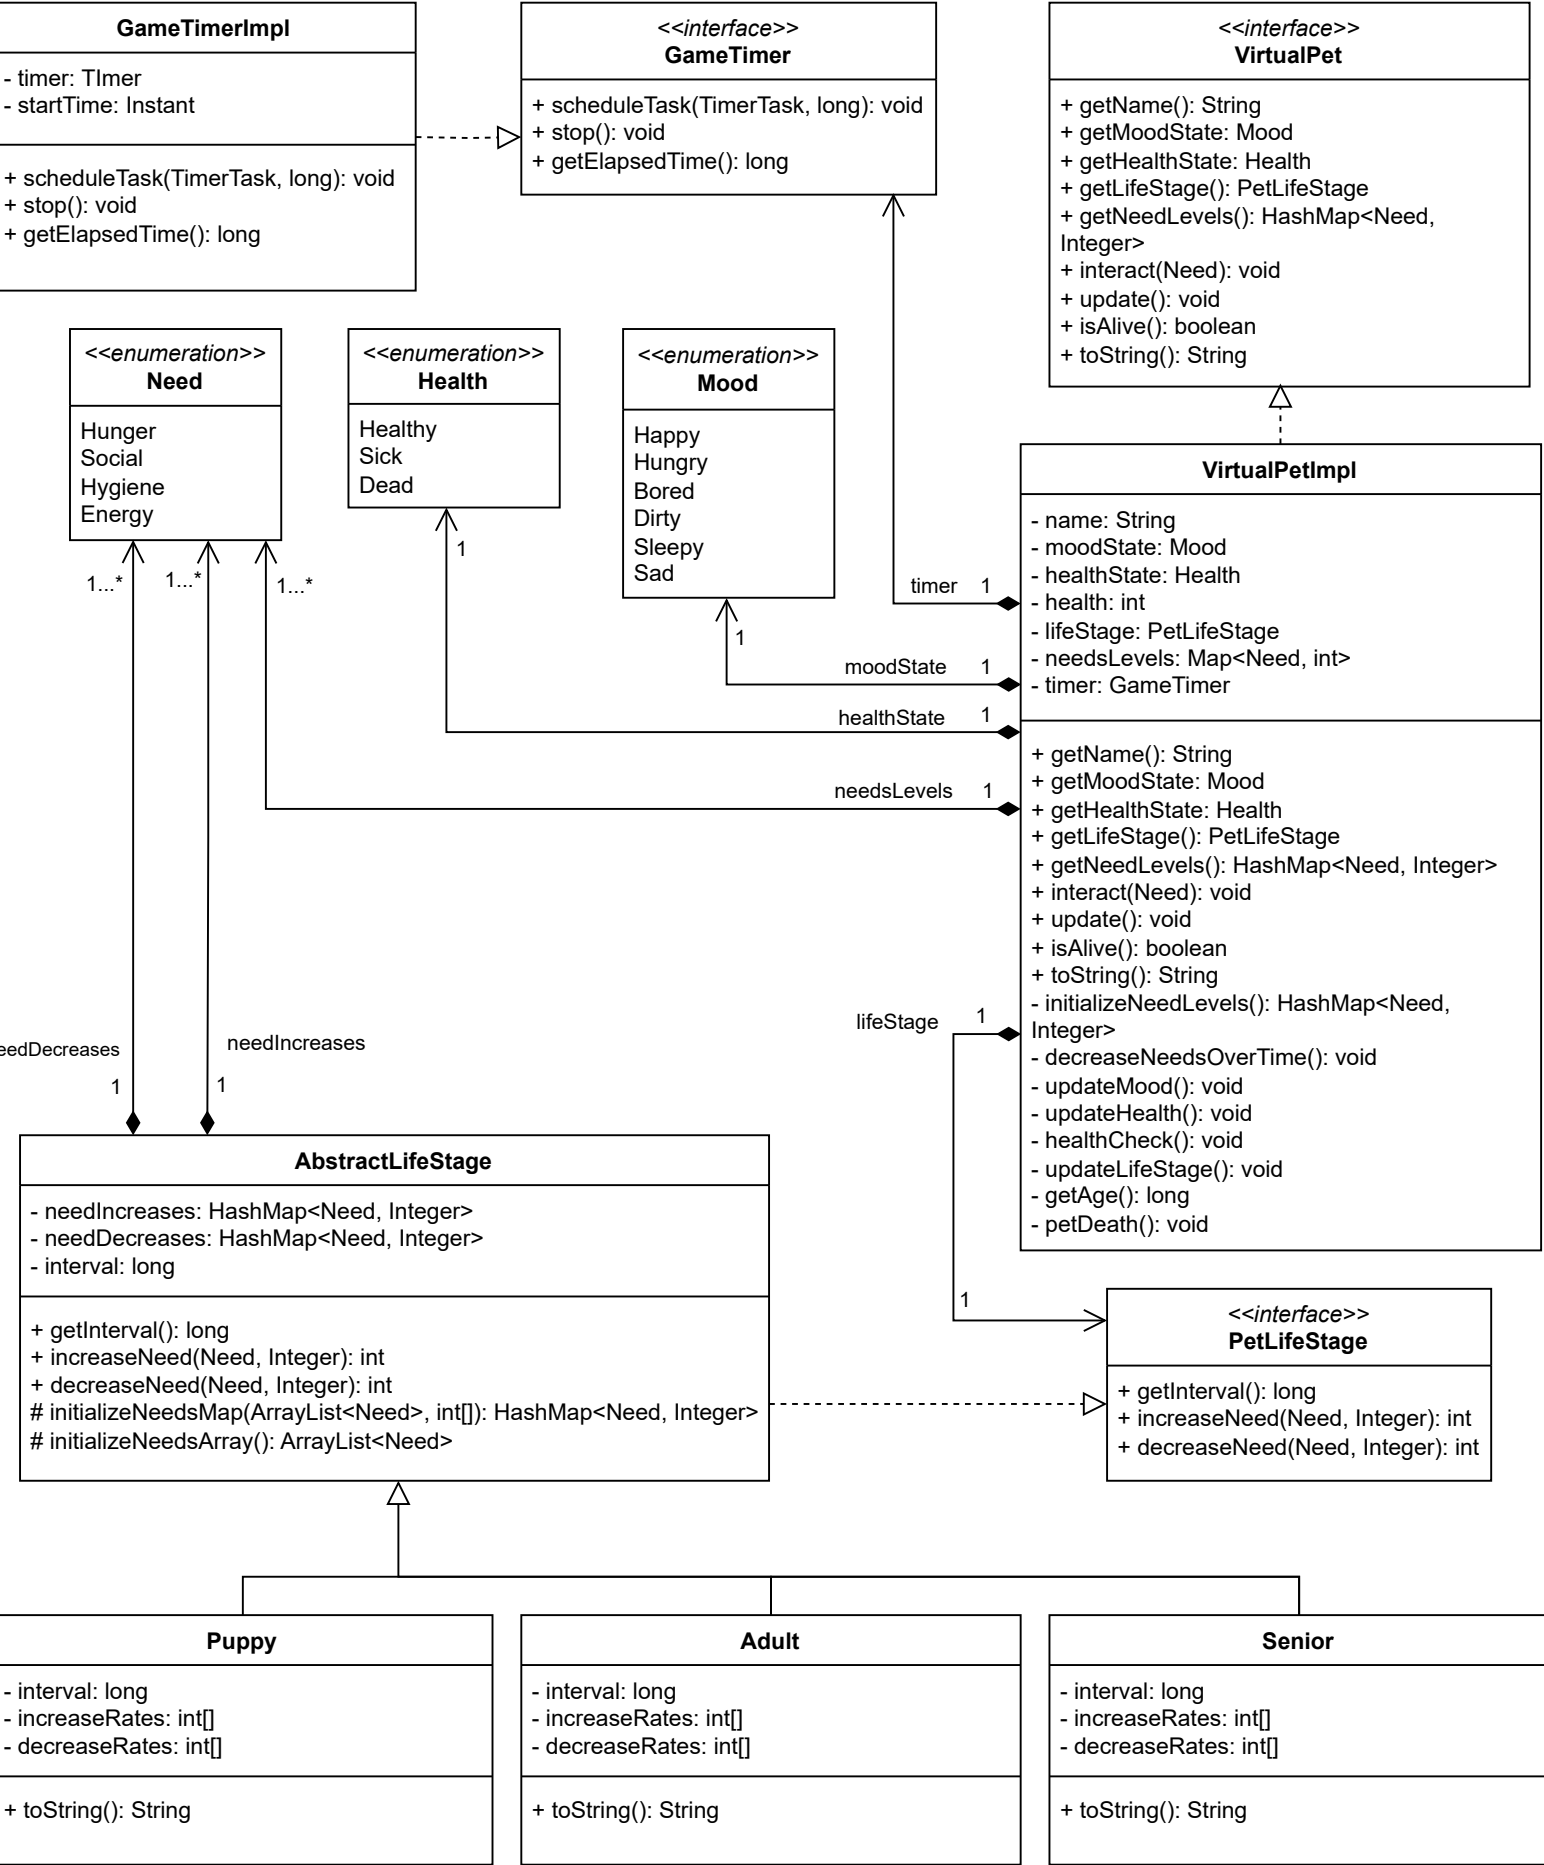 GameTimerImpl
- timer: TImer
- startTime: Instant
+ scheduleTask(TimerTask, long): void
+ stop(): void
+ getElapsedTime(): long
<<interface>>
GameTimer
+ scheduleTask(TimerTask, long): void
+ stop(): void
+ getElapsedTime(): long
<<interface>>
VirtualPet
+ getName(): String
+ getMoodState: Mood
+ getHealthState: Health
+ getLifeStage(): PetLifeStage
+ getNeedLevels(): HashMap<Need,
Integer>
+ interact(Need): void
+ update(): void
+ isAlive(): boolean
+ toString(): String
<<enumeration>>
Need
Hunger
Social
Hygiene
Energy
<<enumeration>>
Health
Healthy
Sick
Dead
<<enumeration>>
Mood
Happy
Hungry
Bored
Dirty
Sleepy
Sad
VirtualPetImpl
- name: String
- moodState: Mood
- healthState: Health
- health: int
- lifeStage: PetLifeStage
- needsLevels: Map<Need, int>
- timer: GameTimer
+ getName(): String
+ getMoodState: Mood
+ getHealthState: Health
+ getLifeStage(): PetLifeStage
+ getNeedLevels(): HashMap<Need, Integer>
+ interact(Need): void
+ update(): void
+ isAlive(): boolean
+ toString(): String
- initializeNeedLevels(): HashMap<Need,
Integer>
- decreaseNeedsOverTime(): void
- updateMood(): void
- updateHealth(): void
- healthCheck(): void
- updateLifeStage(): void
- getAge(): long
- petDeath(): void
1...*
1...*
1...*
1
1
timer 1
moodState 1
healthState 1
needsLevels 1
lifeStage 1
1
eedDecreases
1
needIncreases
1
AbstractLifeStage
- needIncreases: HashMap<Need, Integer>
- needDecreases: HashMap<Need, Integer>
- interval: long
+ getInterval(): long
+ increaseNeed(Need, Integer): int
+ decreaseNeed(Need, Integer): int
# initializeNeedsMap(ArrayList<Need>, int[]): HashMap<Need, Integer>
# initializeNeedsArray(): ArrayList<Need>
<<interface>>
PetLifeStage
+ getInterval(): long
+ increaseNeed(Need, Integer): int
+ decreaseNeed(Need, Integer): int
Puppy
- interval: long
- increaseRates: int[]
- decreaseRates: int[]
+ toString(): String
Adult
- interval: long
- increaseRates: int[]
- decreaseRates: int[]
+ toString(): String
Senior
- interval: long
- increaseRates: int[]
- decreaseRates: int[]
+ toString(): String